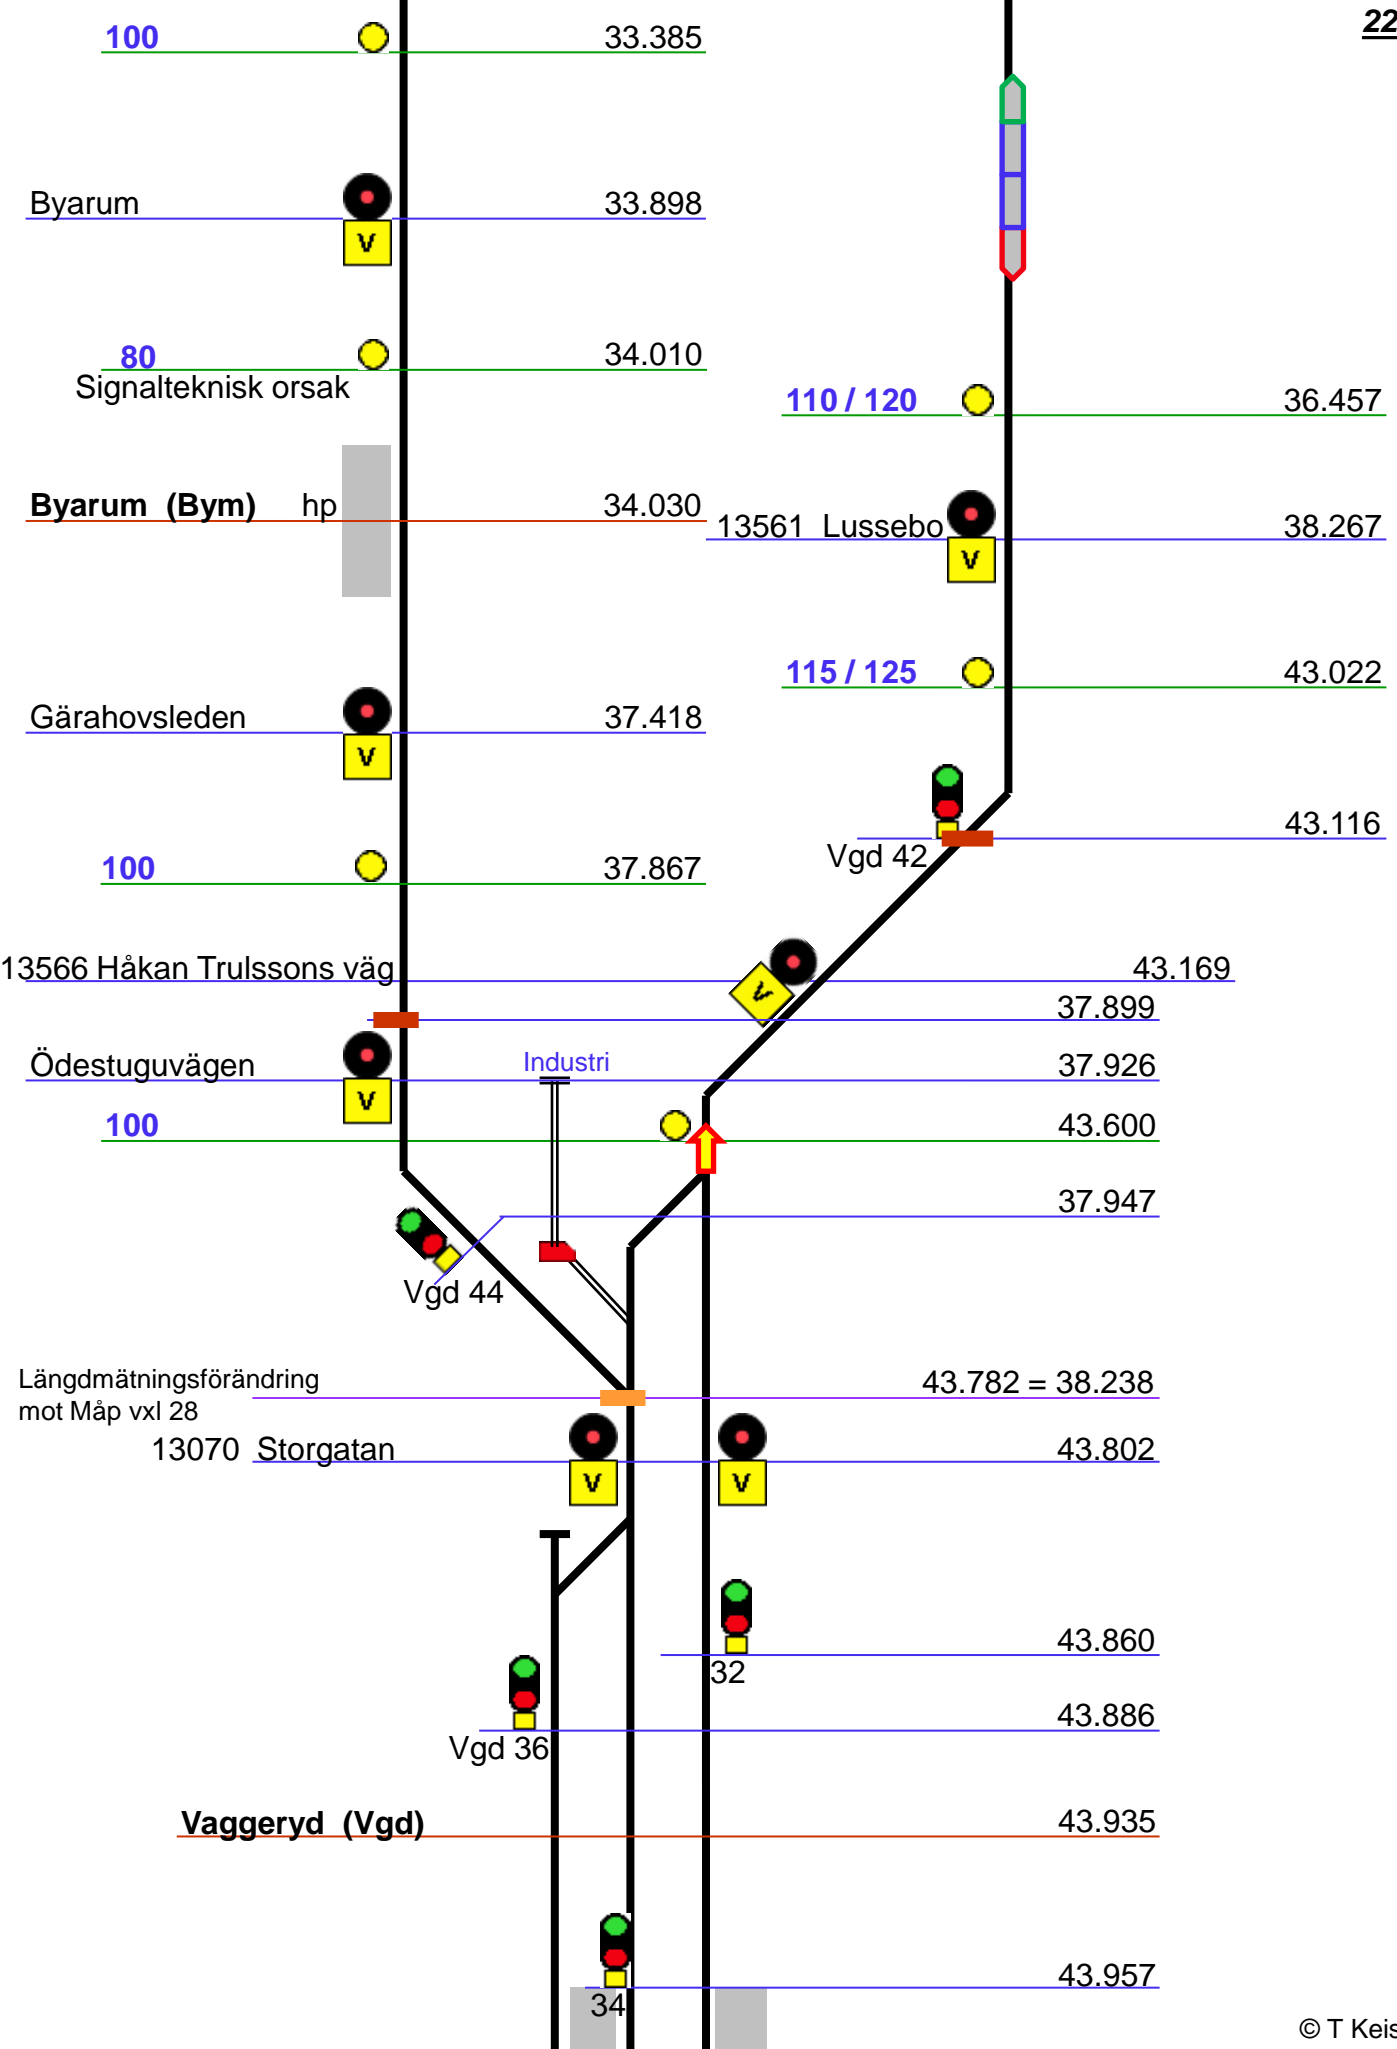 22
100 33.385
Byarum 33.898
V
80 34.010
Signalteknisk orsak
110 / 120 36.457
Byarum (Bym) hp 34.030
13561 Lussebo 38.267
V
115 / 125 43.022
Gärahovsleden 37.418
V
43.116
Vgd 42
100 37.867
13566 Håkan Trulssons väg 43.169
V
37.899
Ödestuguvägen Industri 37.926
V
100 43.600
37.947
Vgd 44
Längdmätningsförändring 43.782 = 38.238
mot Måp vxl 28
13070 Storgatan 43.802
V V
43.860
32
43.886
Vgd 36
Vaggeryd (Vgd) 43.935
43.957
34
© T Keis